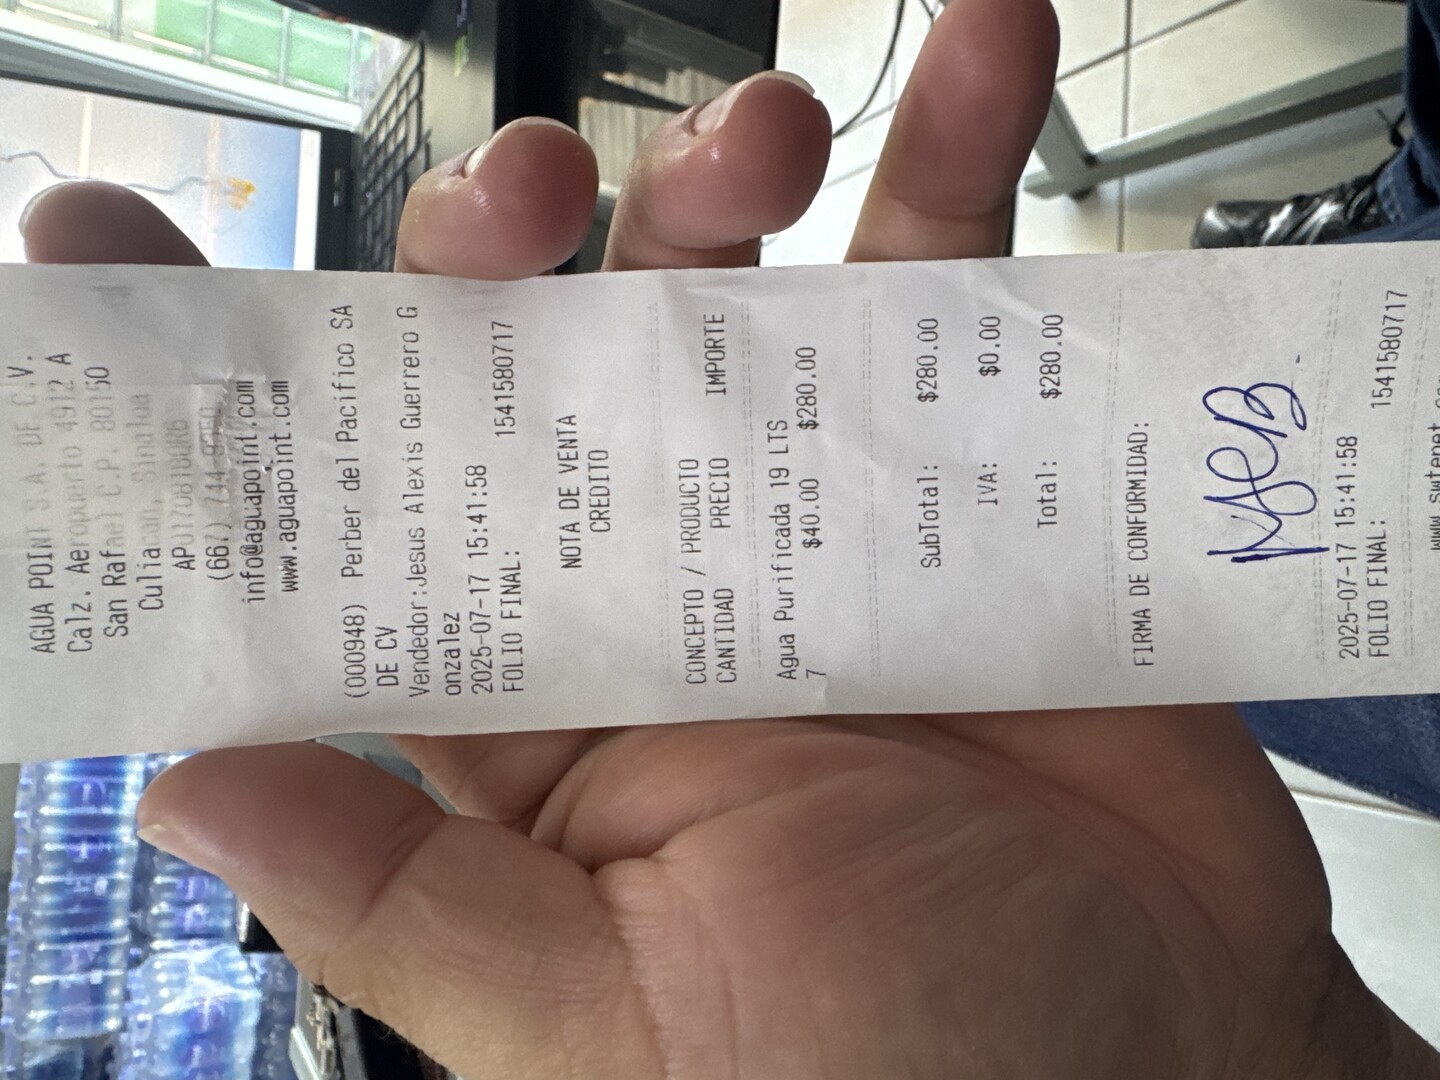 AGUA POINT S.A. DE C.V.
Calz. Aeropuerto 4912 A
San Rafael C.P. 80150
Culiacan, Sinaloa
(667)
info@aguapoint.com
www.aguapoint.com
(000948) Perber del Pacifico SA
DE CV
Vendedor:Jesus Alexis Guerrero G
onzalez
2025-07-17 15:41:58
FOLIO FINAL: 1541580717
NOTA DE VENTA
CREDITO
CONCEPTO / PRODUCTO
CANTIDAD PRECIO IMPORTE
Agua Purificada 19 LTS
7 $40.00 $280.00
SubTotal: $280.00
IVA: $0.00
Total: $280.00
FIRMA DE CONFORMIDAD:
2025-07-17 15:41:58
FOLIO FINAL: 1541580717